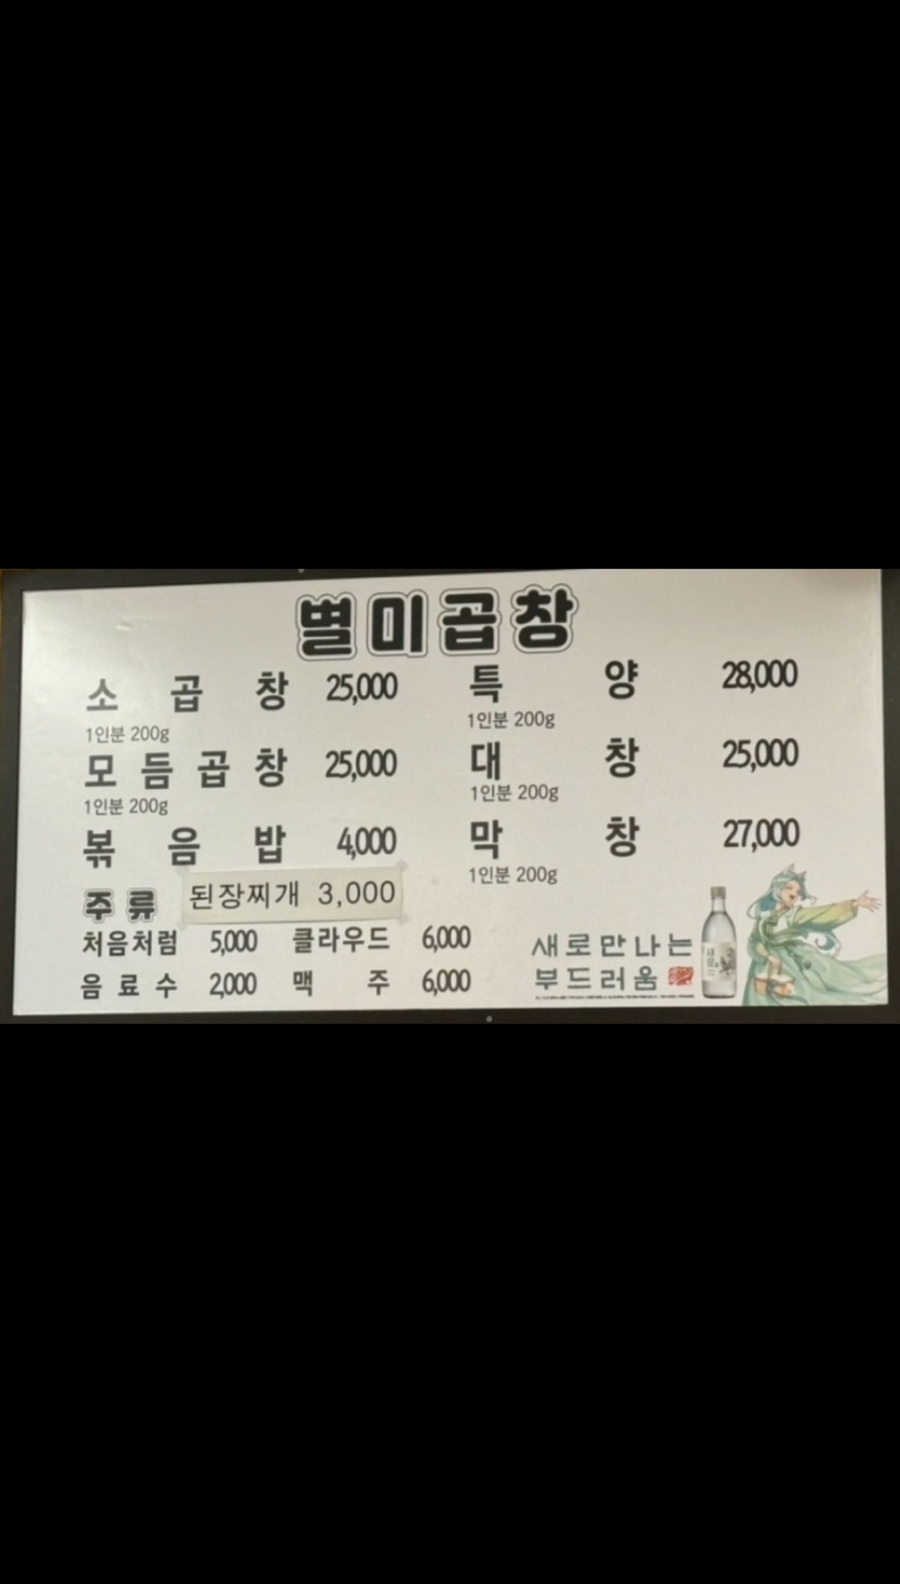 별미곱창
소곱창 25,000
1인분 200g
모듬곱창 25,000
1인분 200g
볶음밥 4,000
특양 28,000
1인분 200g
대창 25,000
1인분 200g
막창 27,000
1인분 200g
주류
된장찌개 3,000
처음처럼 5,000 클라우드 6,000
음료수 2,000 맥주 6,000
새로만나는
부드러움
새로